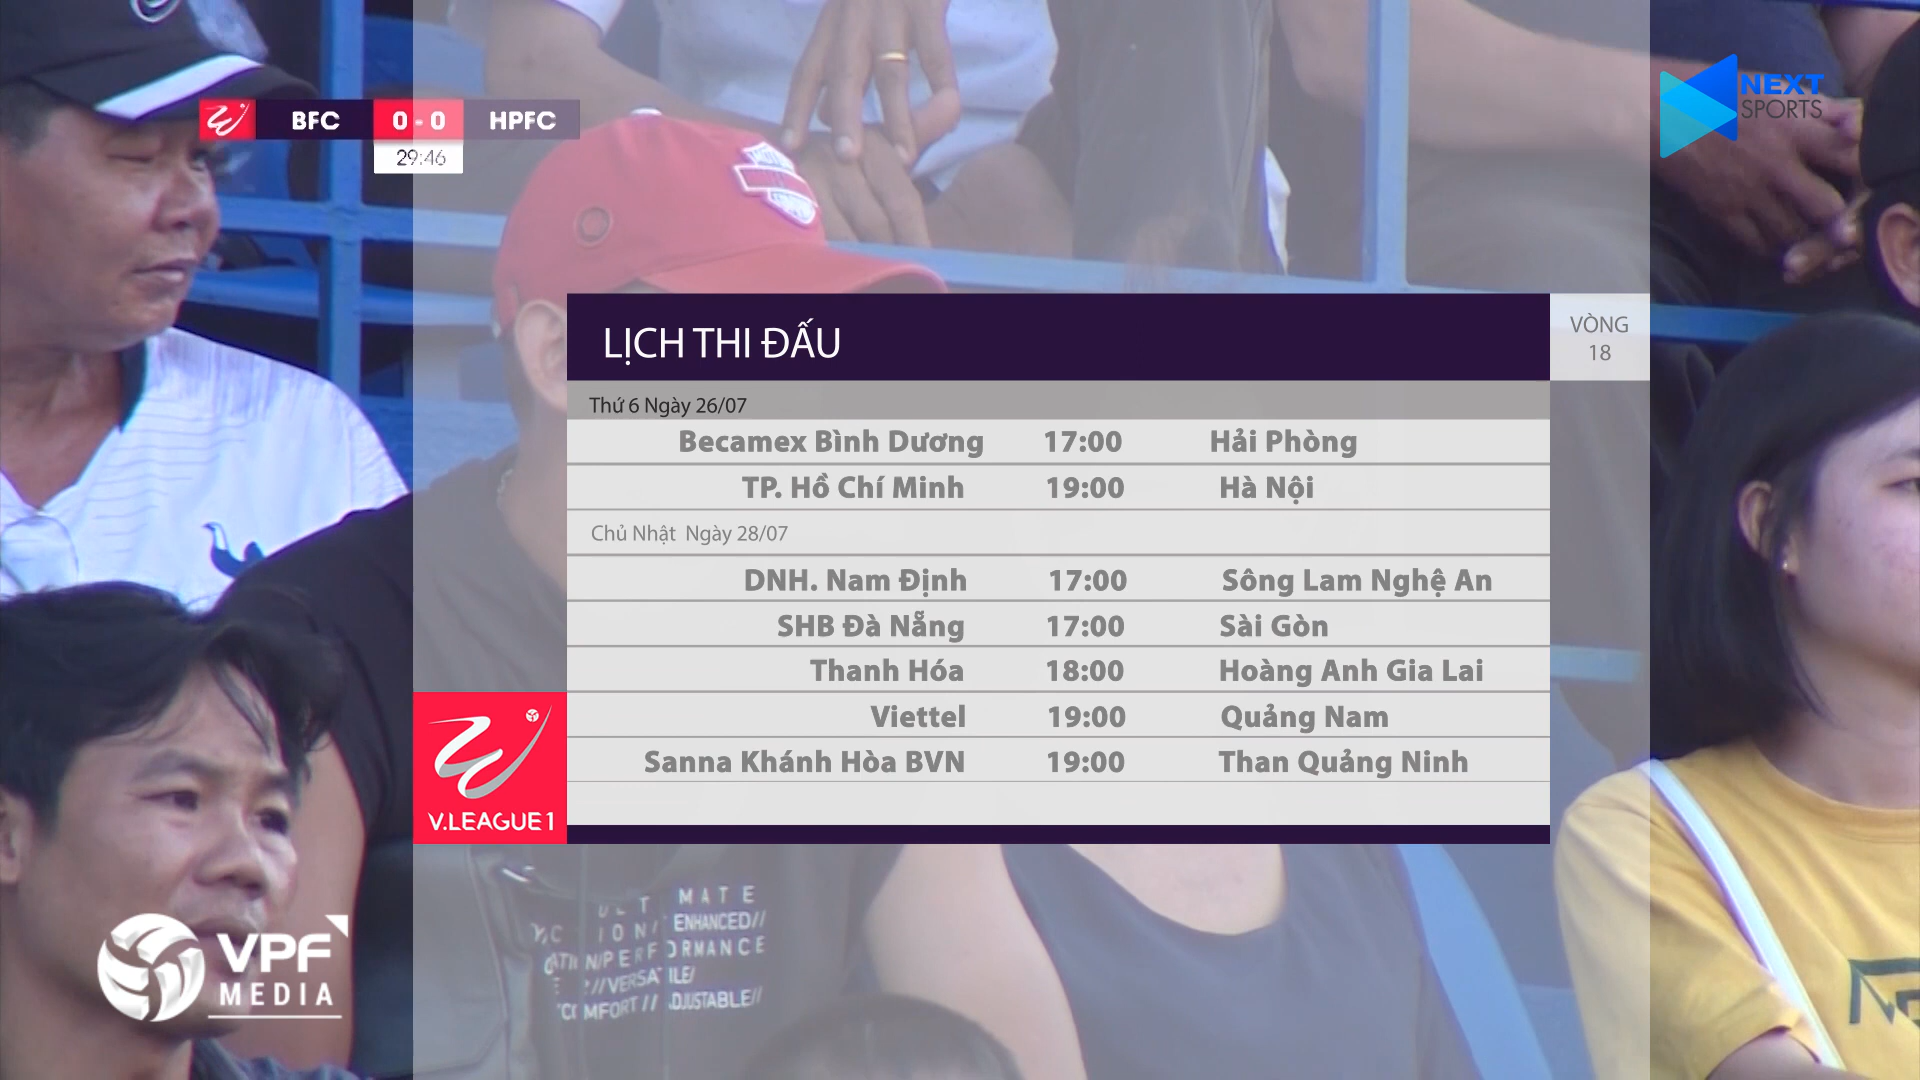 BFC 0 - 0 HPFC
29:46
NEXT
SPORTS
LỊCH THI ĐẤU
VÒNG
18
Thứ 6 Ngày 26/07
Becamex Bình Dương 17:00 Hải Phòng
TP. Hồ Chí Minh 19:00 Hà Nội
Chủ Nhật Ngày 28/07
DNH. Nam Định 17:00 Sông Lam Nghệ An
SHB Đà Nẵng 17:00 Sài Gòn
Thanh Hóa 18:00 Hoàng Anh Gia Lai
Viettel 19:00 Quảng Nam
Sanna Khánh Hòa BVN 19:00 Than Quảng Ninh
V.LEAGUE 1
MATE
ENHANCED//
COMFORT// ADJUSTABLE//
VPF
MEDIA